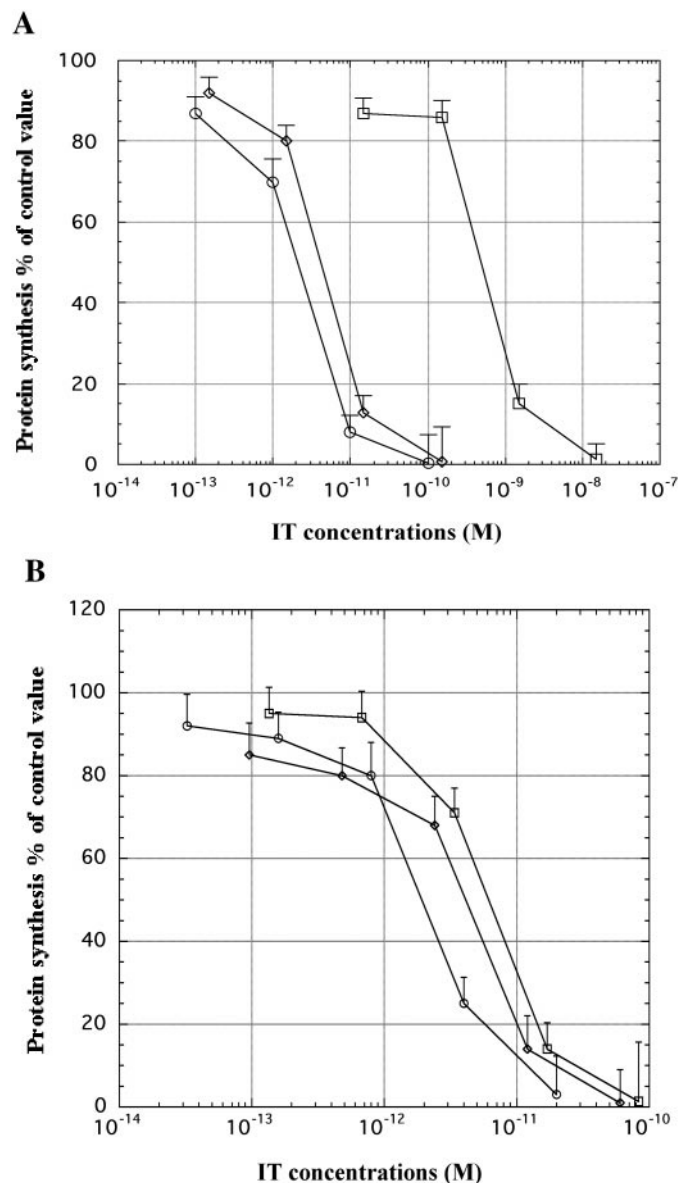 A
Protein synthesis % of control value
100
80
60
40
20
0
10-14 10-13 10-12 10-11 10-10 10-9 10-8 10-7
IT concentrations (M)
B
Protein synthesis % of control value
120
100
80
60
40
20
0
10-14 10-13 10-12 10-11 10-10
IT concentrations (M)